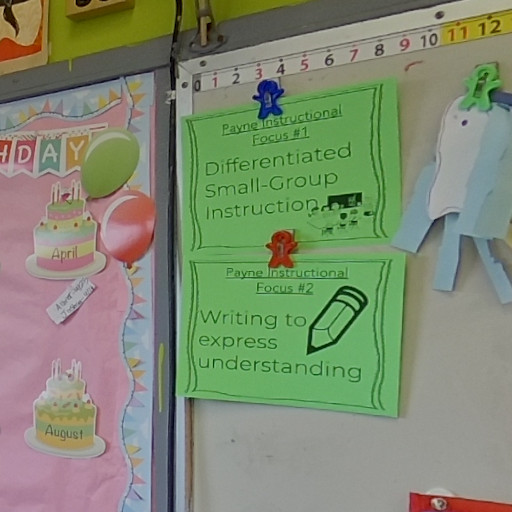 0 1 2 3 4 5 6 7 8 9 10 11 12
HDAY
Payne Instructional
Focus #1
Differentiated
Small-Group
Instruction
April
Payne Instructional
Focus #2
Writing to
express
understanding
August